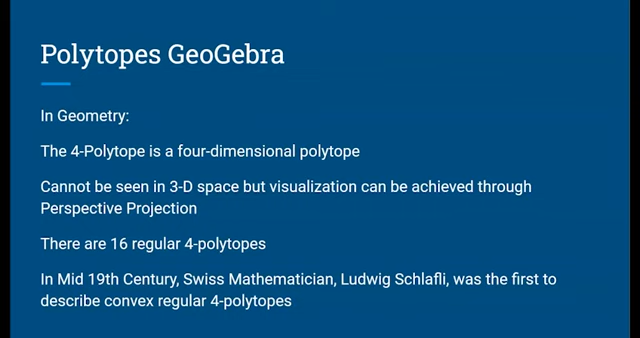 Polytopes GeoGebra
In Geometry:
The 4-Polytope is a four-dimensional polytope
Cannot be seen in 3-D space but visualization can be achieved through
Perspective Projection
There are 16 regular 4-polytopes
In Mid 19th Century, Swiss Mathematician, Ludwig Schlafli, was the first to
describe convex regular 4-polytopes